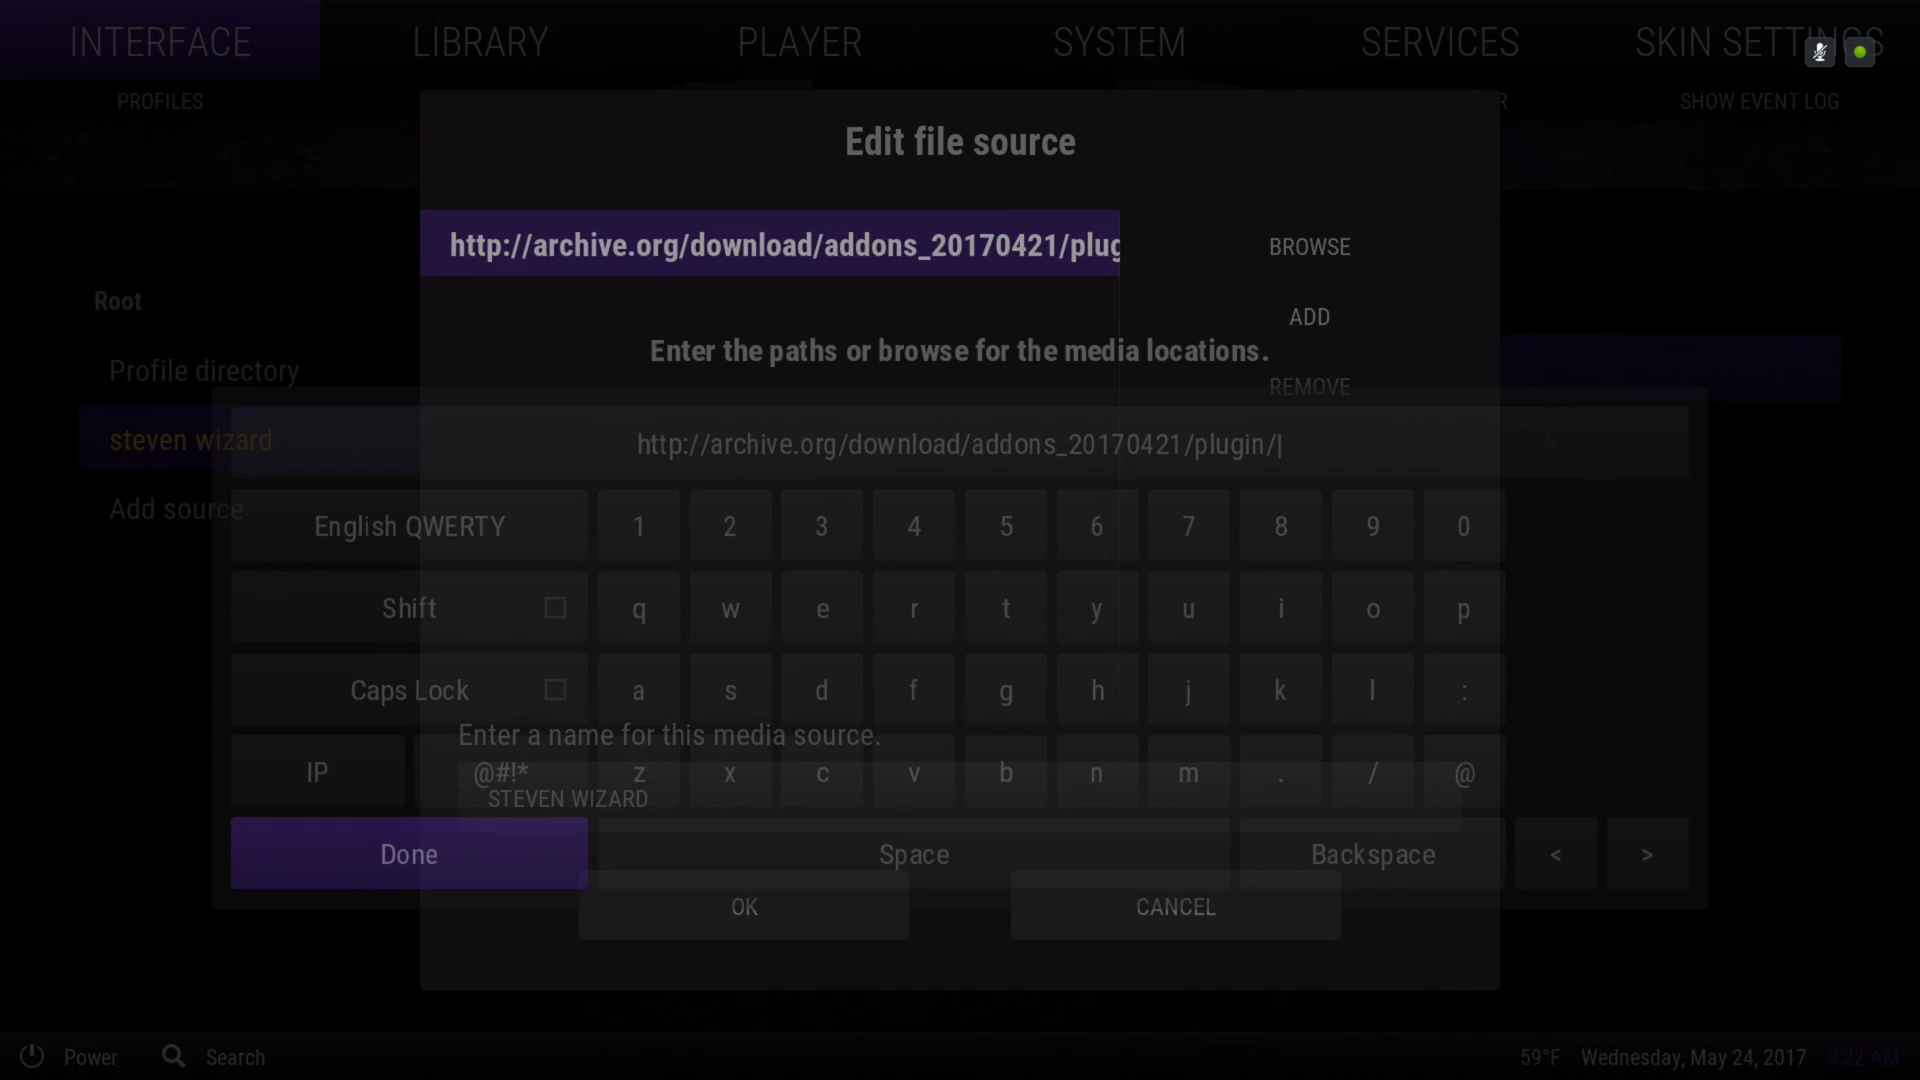 INTERFACE LIBRARY PLAYER SYSTEM SERVICES SKIN SETTINGS
PROFILES SHOW EVENT LOG
Edit file source
http://archive.org/download/addons_20170421/plug
BROWSE
Root
ADD
Enter the paths or browse for the media locations.
Profile directory
REMOVE
steven wizard
http://archive.org/download/addons_20170421/plugin/|
Add source
English QWERTY 1 2 3 4 5 6 7 8 9 0
Shift q w e r t y u i o p
Caps Lock a s d f g h j k l :
Enter a name for this media source.
IP @#!* z x c v b n m . / @
STEVEN WIZARD
Done Space Backspace < >
OK CANCEL
Power Search 59°F Wednesday, May 24, 2017 3:22 AM